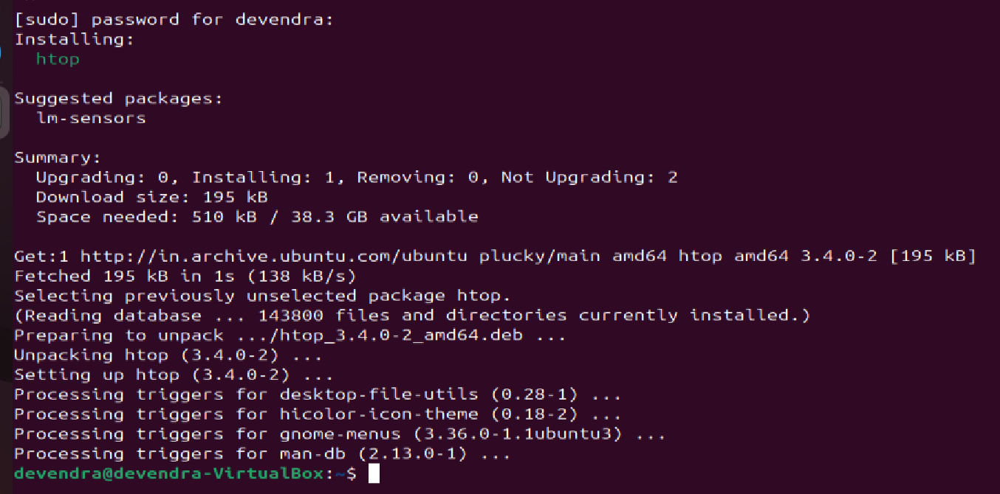 [sudo] password for devendra:
Installing:
  htop

Suggested packages:
  lm-sensors

Summary:
  Upgrading: 0, Installing: 1, Removing: 0, Not Upgrading: 2
  Download size: 195 kB
  Space needed: 510 kB / 38.3 GB available

Get:1 http://in.archive.ubuntu.com/ubuntu plucky/main amd64 htop amd64 3.4.0-2 [195 kB]
Fetched 195 kB in 1s (138 kB/s)
Selecting previously unselected package htop.
(Reading database ... 143800 files and directories currently installed.)
Preparing to unpack .../htop_3.4.0-2_amd64.deb ...
Unpacking htop (3.4.0-2) ...
Setting up htop (3.4.0-2) ...
Processing triggers for desktop-file-utils (0.28-1) ...
Processing triggers for hicolor-icon-theme (0.18-2) ...
Processing triggers for gnome-menus (3.36.0-1.1ubuntu3) ...
Processing triggers for man-db (2.13.0-1) ...
devendra@devendra-VirtualBox:~$